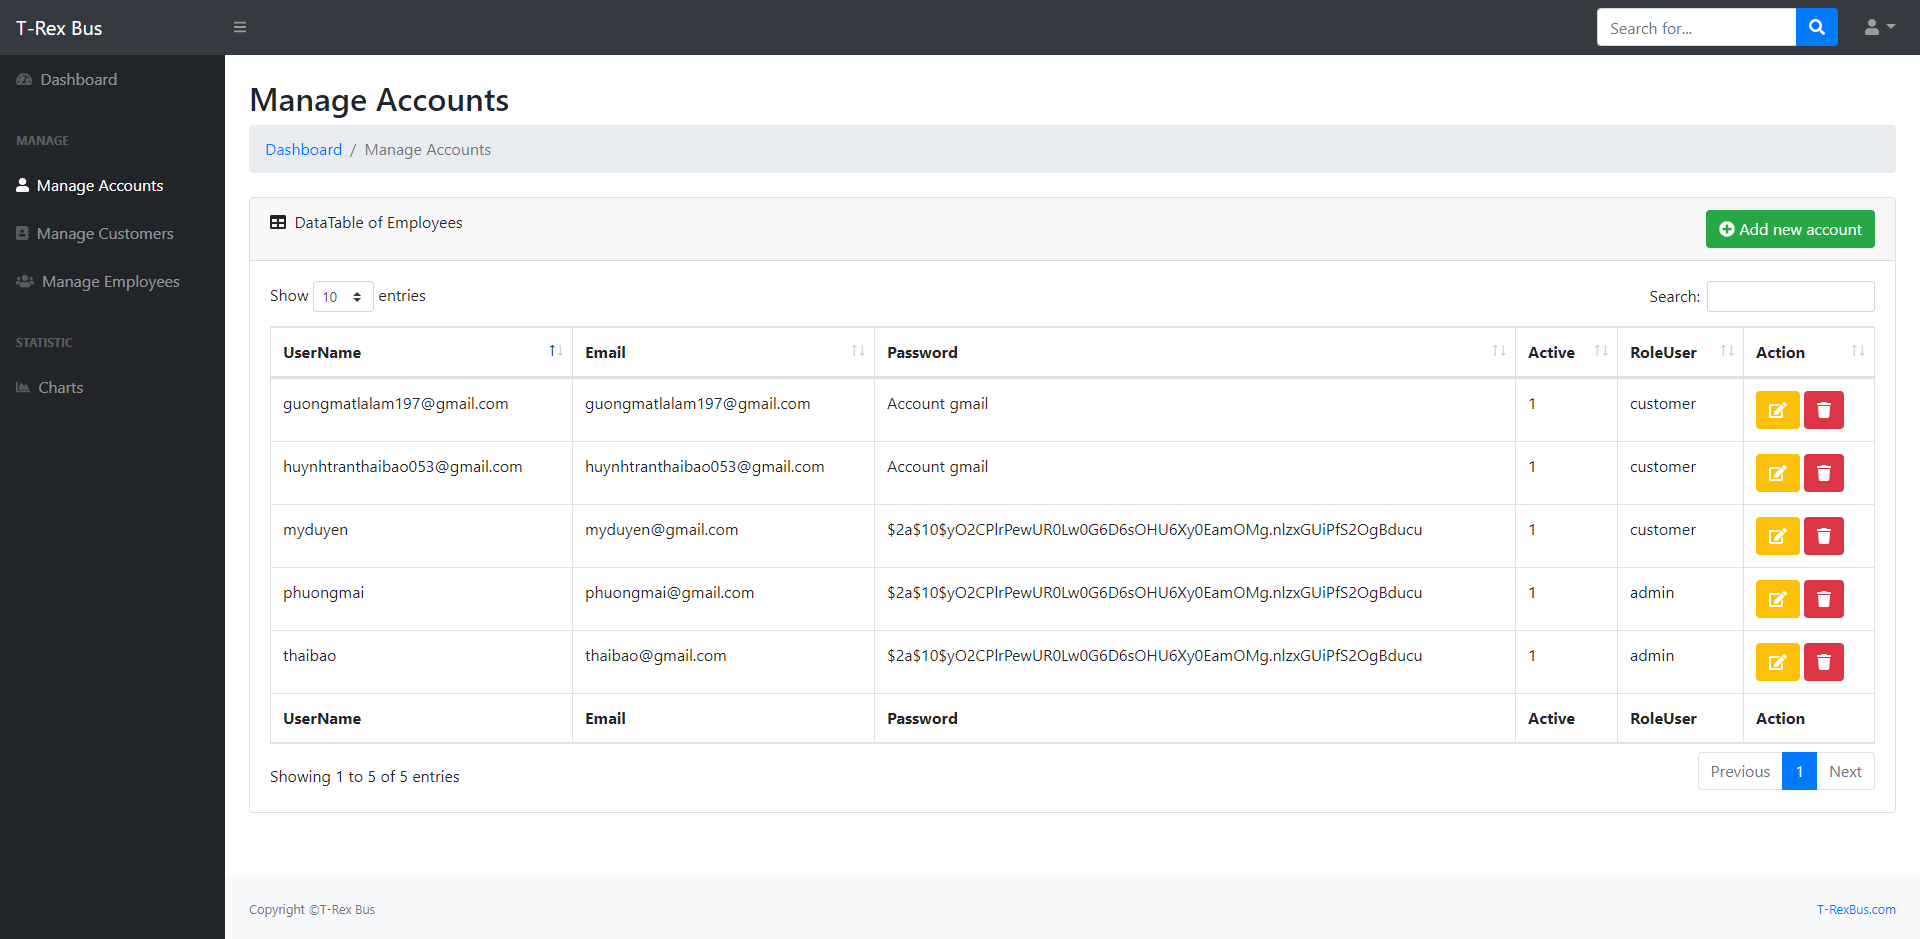 T-Rex Bus
Search for...
Dashboard
MANAGE
Manage Accounts
Manage Customers
Manage Employees
STATISTIC
Charts
Manage Accounts
Dashboard / Manage Accounts
DataTable of Employees
Add new account
Show 10 entries
Search:
UserName Email Password Active RoleUser Action
guongmatlalam197@gmail.com guongmatlalam197@gmail.com Account gmail 1 customer
huynhtranthaibao053@gmail.com huynhtranthaibao053@gmail.com Account gmail 1 customer
myduyen myduyen@gmail.com $2a$10$yO2CPlrPewUR0Lw0G6D6sOHU6Xy0EamOMg.nlzxGUiPfS2OgBducu 1 customer
phuongmai phuongmai@gmail.com $2a$10$yO2CPlrPewUR0Lw0G6D6sOHU6Xy0EamOMg.nlzxGUiPfS2OgBducu 1 admin
thaibao thaibao@gmail.com $2a$10$yO2CPlrPewUR0Lw0G6D6sOHU6Xy0EamOMg.nlzxGUiPfS2OgBducu 1 admin
UserName Email Password Active RoleUser Action
Showing 1 to 5 of 5 entries
Previous 1 Next
Copyright ©T-Rex Bus
T-RexBus.com